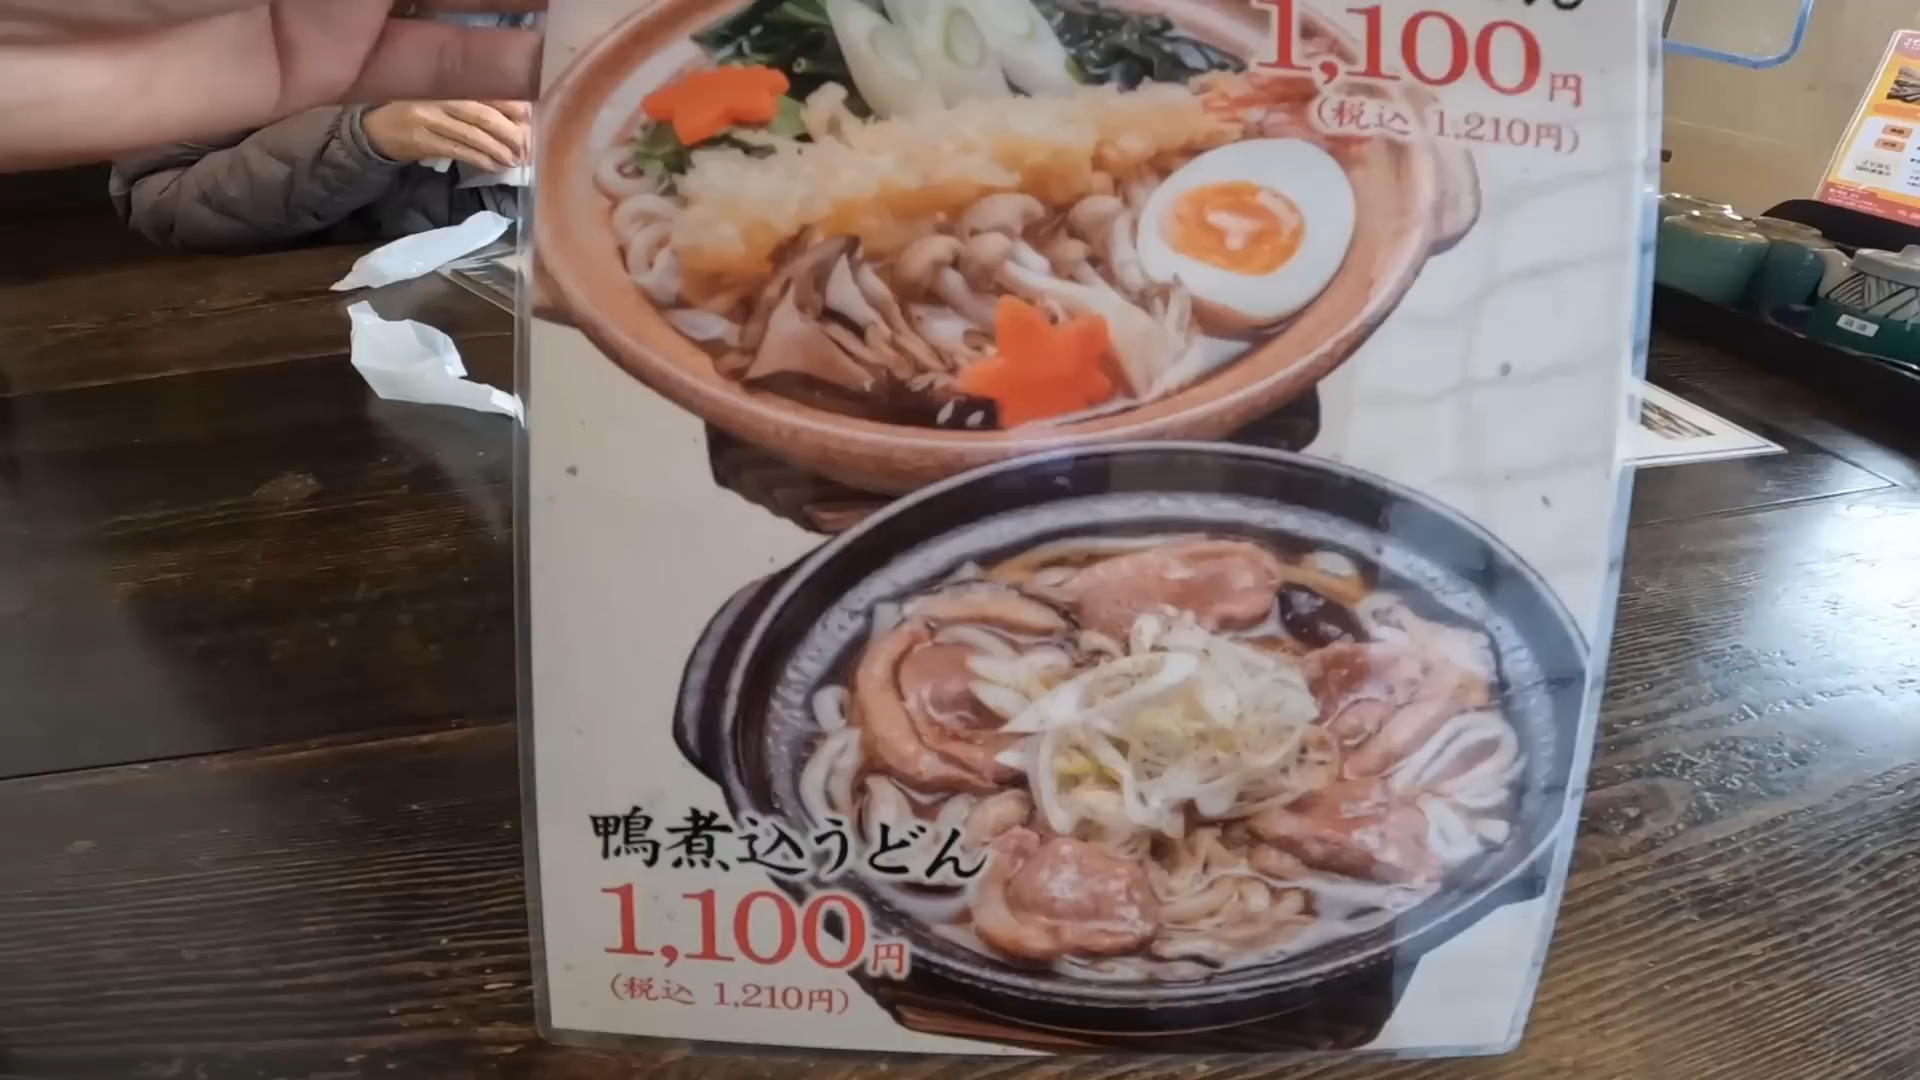 ん
1,100円
(税込 1,210円)
鴨煮込うどん
1,100円
(税込 1,210円)